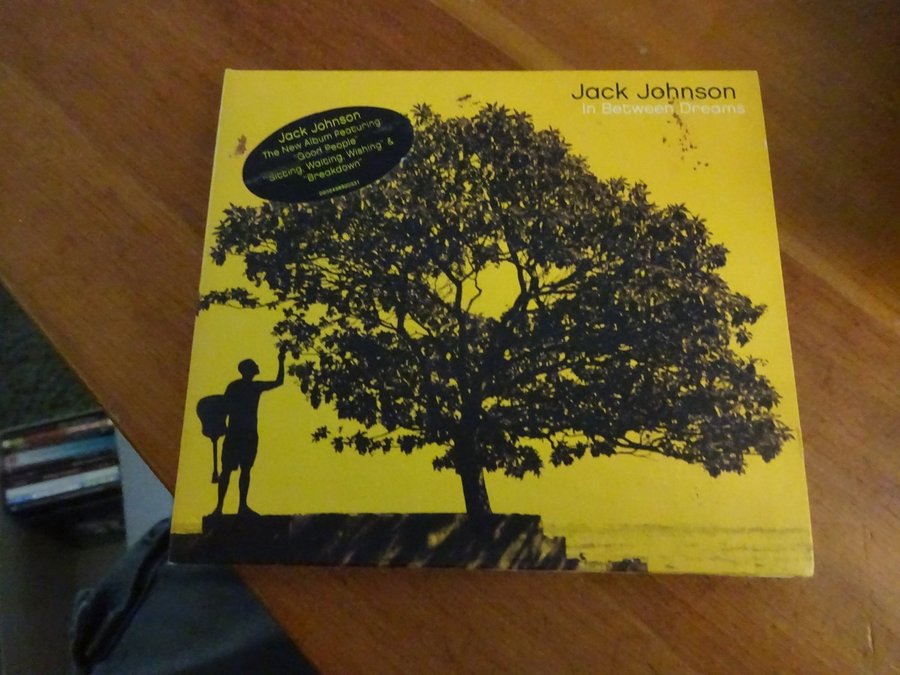 Jack Johnson
In Between Dreams
Jack Johnson
The New Album Featuring
"Good People"
"Sitting, Waiting, Wishing" &
"Breakdown"